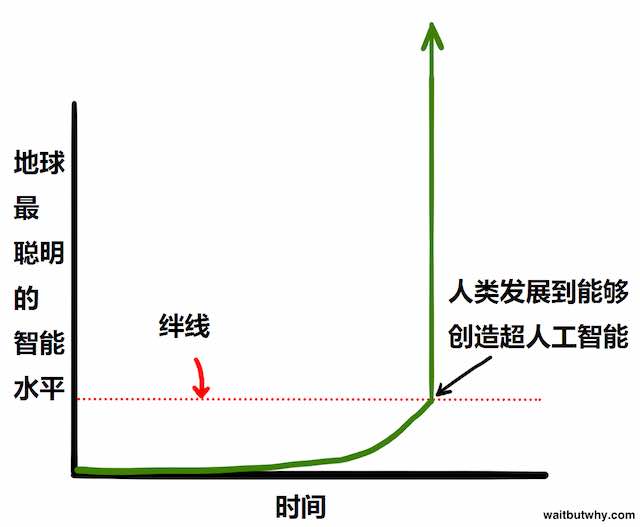 地球
最
聪明
的
智能
水平
绊线
人类发展到能够
创造超人工智能
时间
waitbutwhy.com